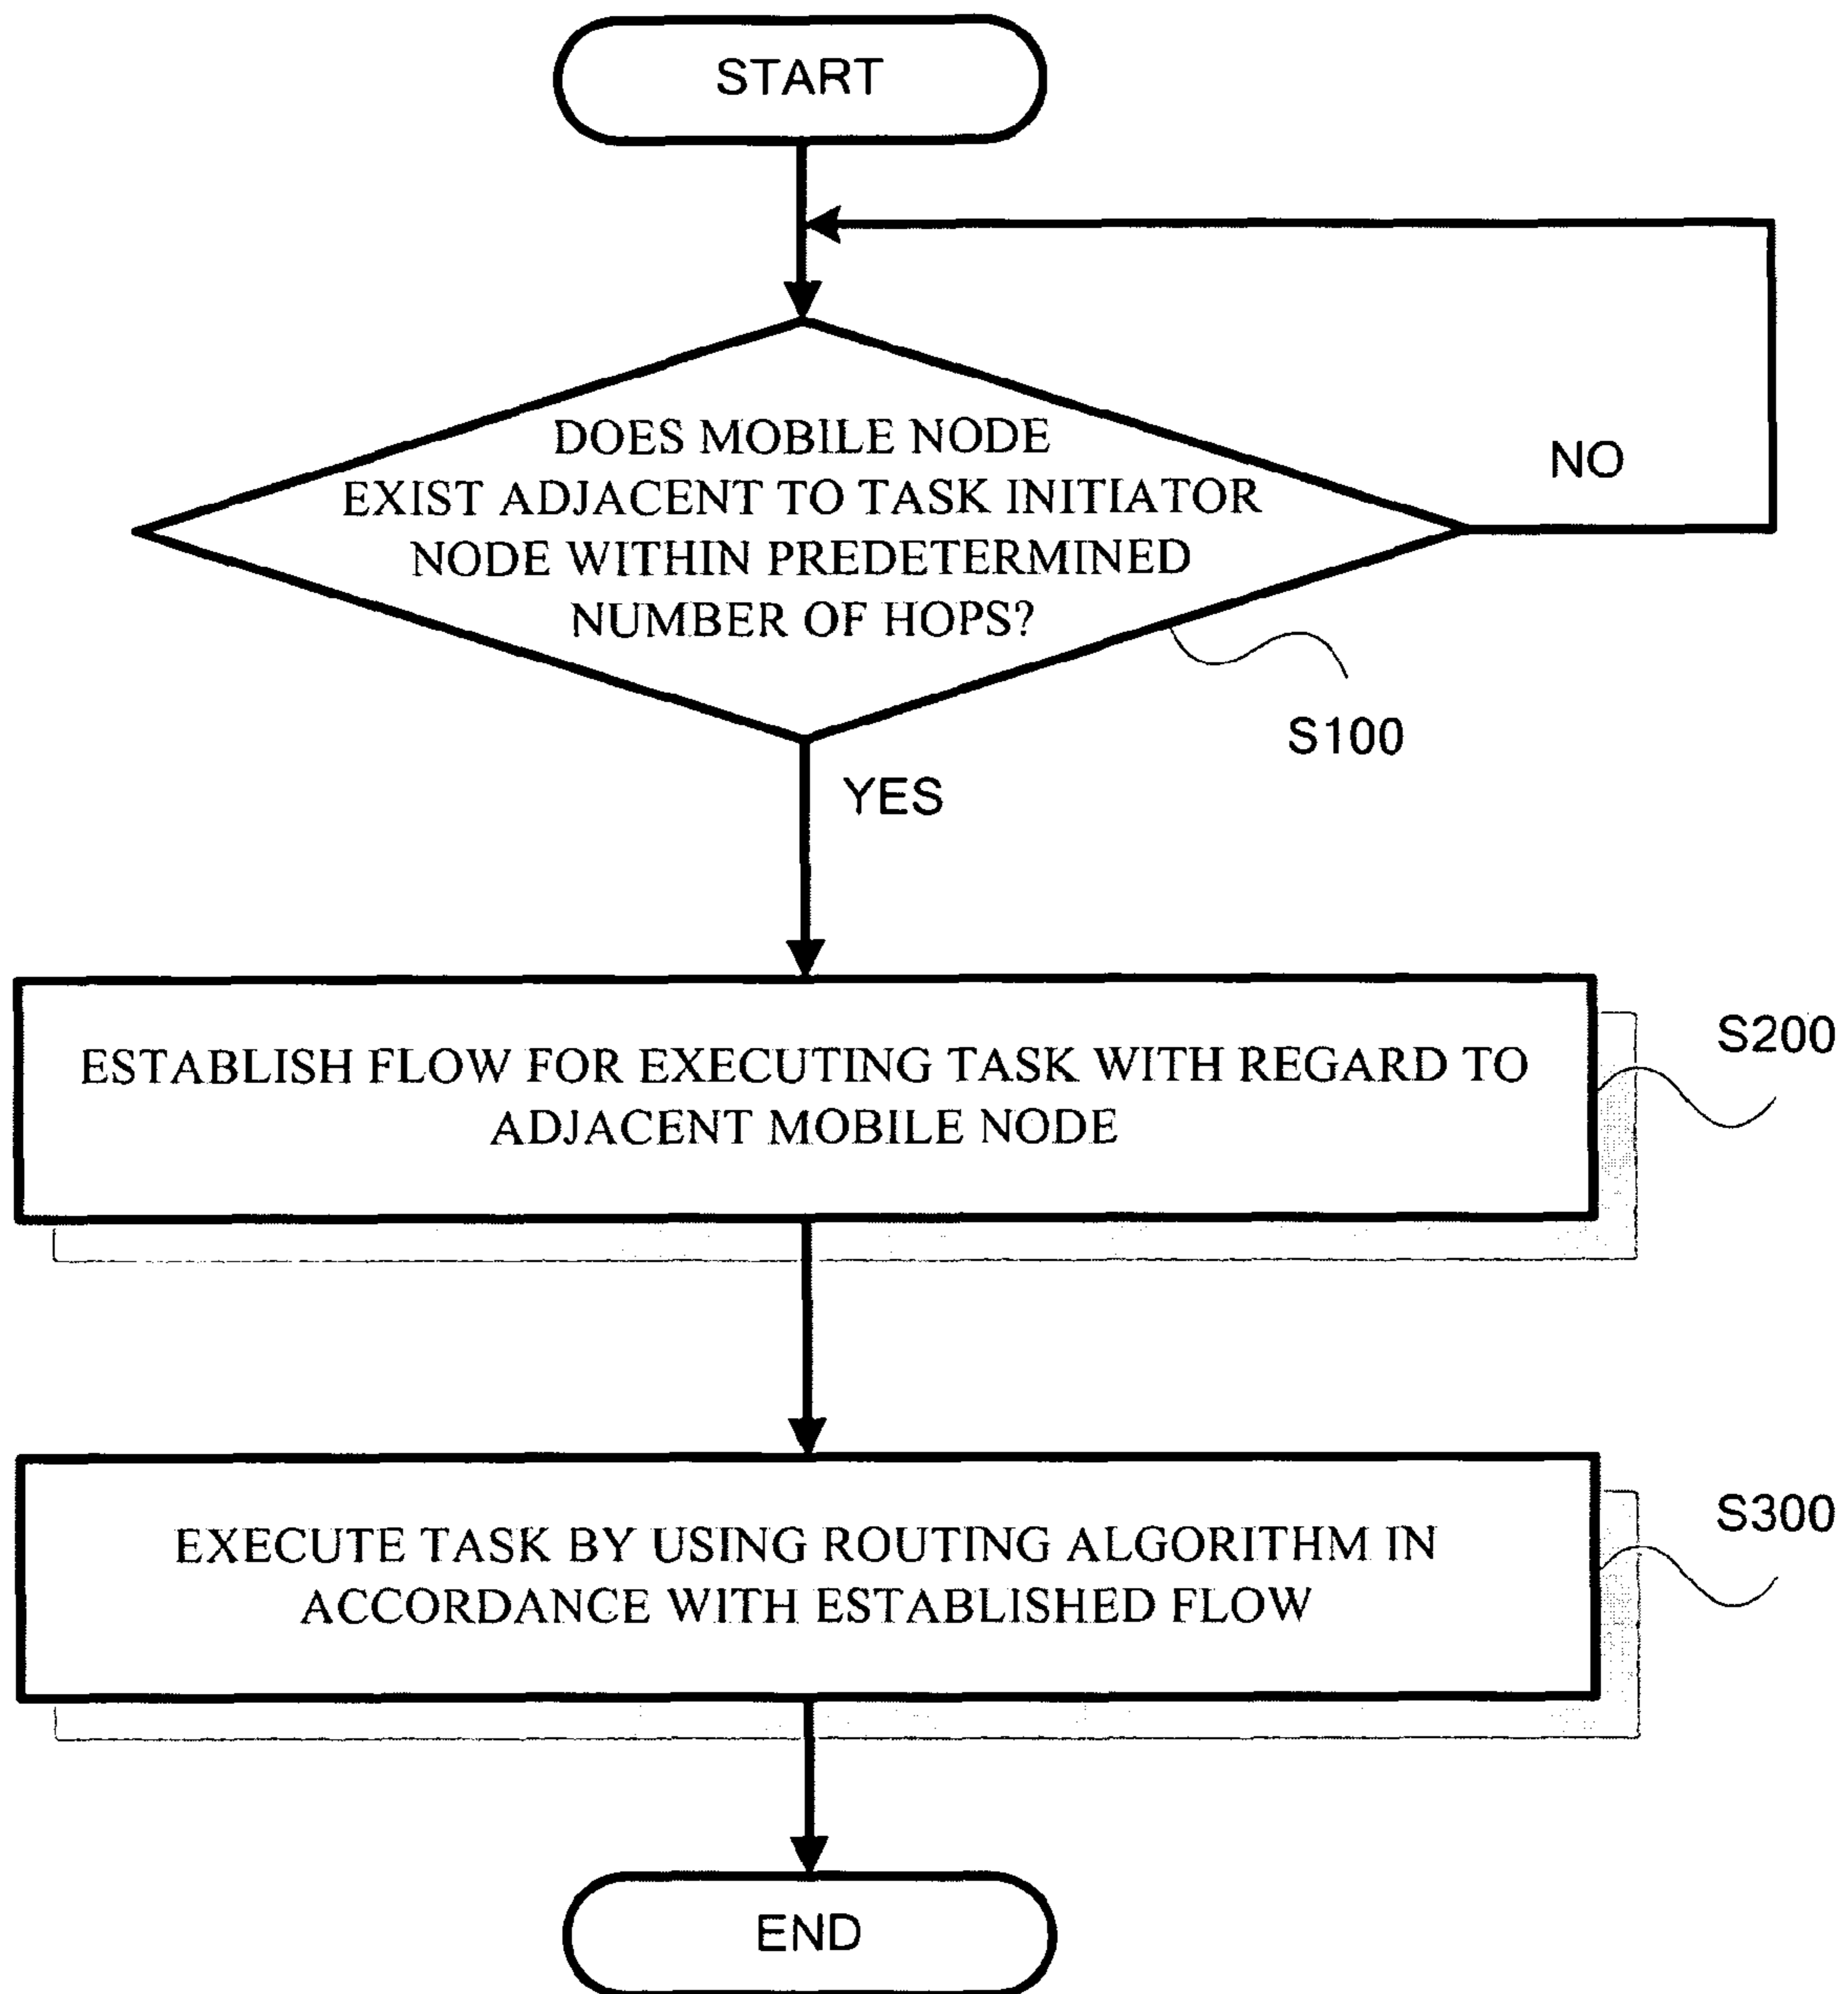 START
DOES MOBILE NODE
EXIST ADJACENT TO TASK INITIATOR
NODE WITHIN PREDETERMINED
NUMBER OF HOPS?
NO
S100
YES
S200
ESTABLISH FLOW FOR EXECUTING TASK WITH REGARD TO
ADJACENT MOBILE NODE
S300
EXECUTE TASK BY USING ROUTING ALGORITHM IN
ACCORDANCE WITH ESTABLISHED FLOW
END